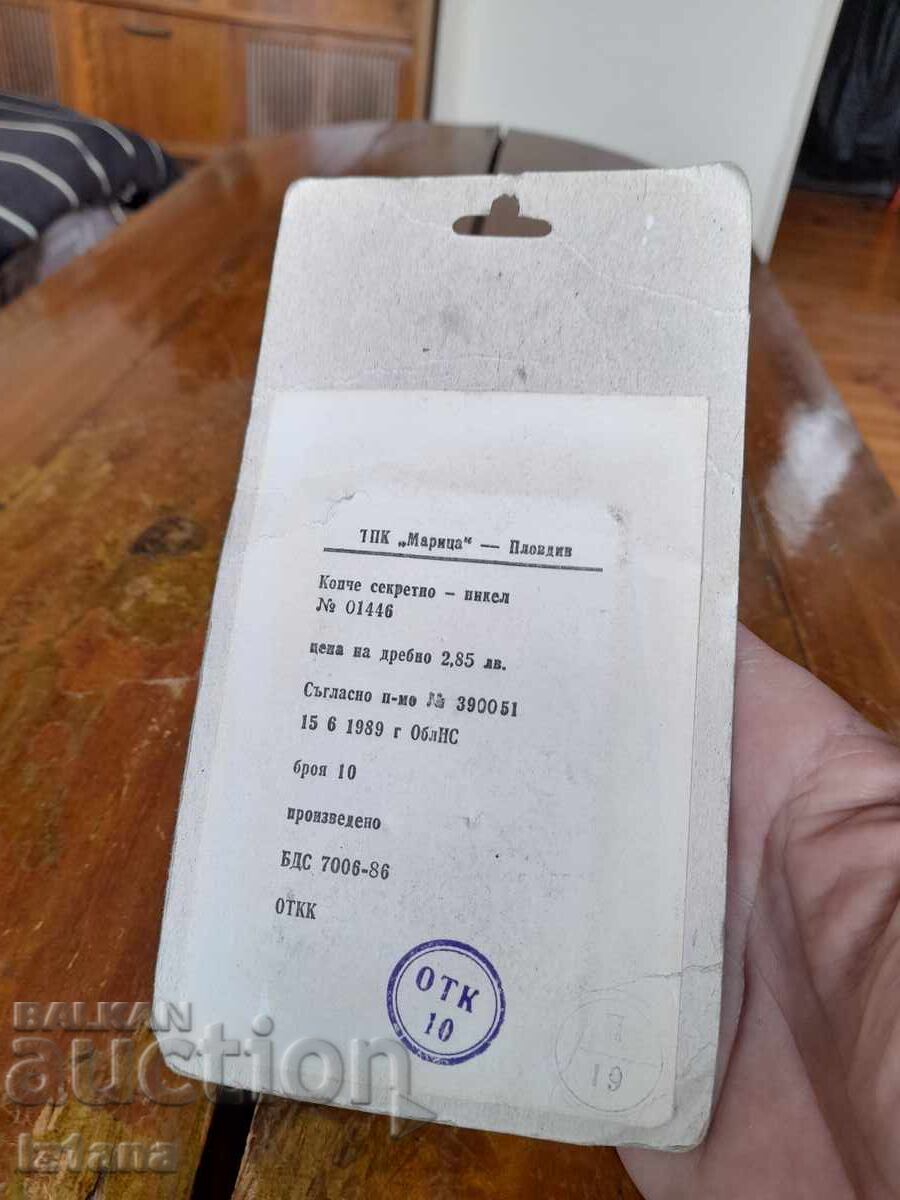 ТПК „Марица“ — Пловдив
Копче секретно – никел
№ 01446
цена на дребно 2,85 лв.
Съгласно п-мо № 390051
15 6 1989 г ОблНС
броя 10
произведено
БДС 7006-86
ОТКК
ОТК
10
19
BALKAN
auction
Iztana